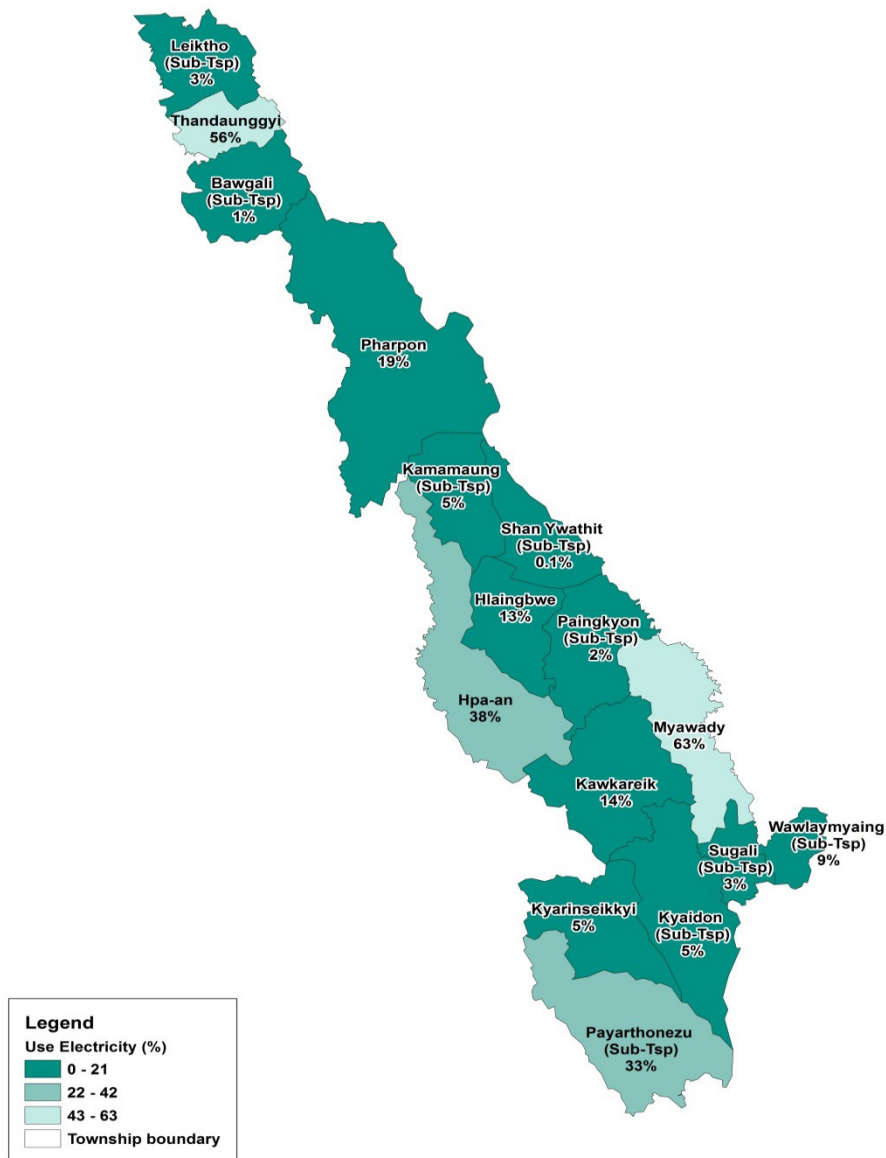 Leiktho
(Sub-Tsp)
3%
Thandaunggyi
56%
Bawgali
(Sub-Tsp)
1%
Pharpon
19%
Kamamaung
(Sub-Tsp)
5%
Shan Ywathit
(Sub-Tsp)
0.1%
Hlaingbwe
13%
Paingkyon
(Sub-Tsp)
2%
Hpa-an
38%
Myawady
63%
Kawkareik
14%
Wawlaymyaing
(Sub-Tsp)
9%
Sugali
(Sub-Tsp)
3%
Kyarinseikkyi
5%
Kyaidon
(Sub-Tsp)
5%
Payarthonezu
(Sub-Tsp)
33%
Legend
Use Electricity (%)
0 - 21
22 - 42
43 - 63
Township boundary